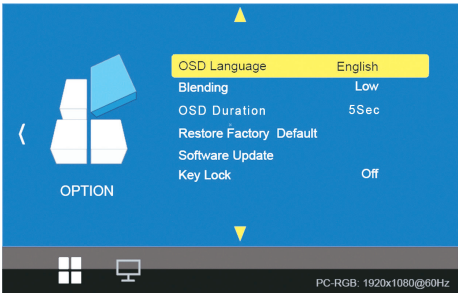 OSD Language English
Blending Low
OSD Duration 5Sec
Restore Factory Default
Software Update
Key Lock Off
OPTION
PC-RGB: 1920x1080@60Hz